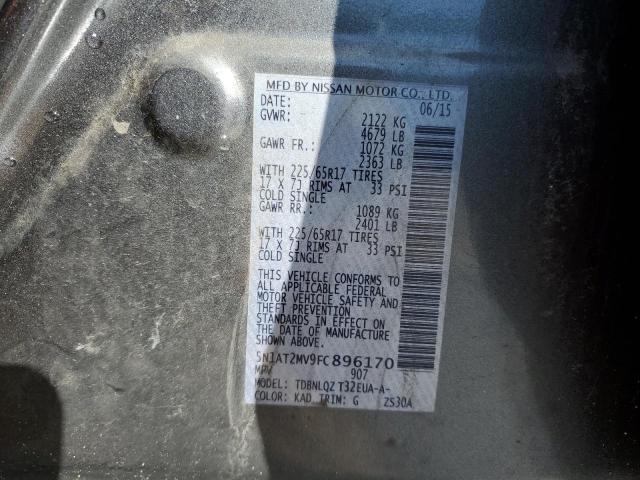 MFD BY NISSAN MOTOR CO., LTD.
DATE: 06/15
GVWR: 2122 KG
4679 LB
GAWR FR.: 1072 KG
2363 LB
WITH 225/65R17 TIRES
17 X 7J RIMS AT 33 PSI
COLD SINGLE
GAWR RR.: 1089 KG
2401 LB
WITH 225/65R17 TIRES
17 X 7J RIMS AT 33 PSI
COLD SINGLE
THIS VEHICLE CONFORMS TO
ALL APPLICABLE FEDERAL
MOTOR VEHICLE SAFETY AND
THEFT PREVENTION
STANDARDS IN EFFECT ON
THE DATE OF MANUFACTURE
SHOWN ABOVE.
5N1AT2MV9FC896170
MPV 907
MODEL: TDBNLQZ T32EUA-A-
COLOR: KAD TRIM: G ZS30A